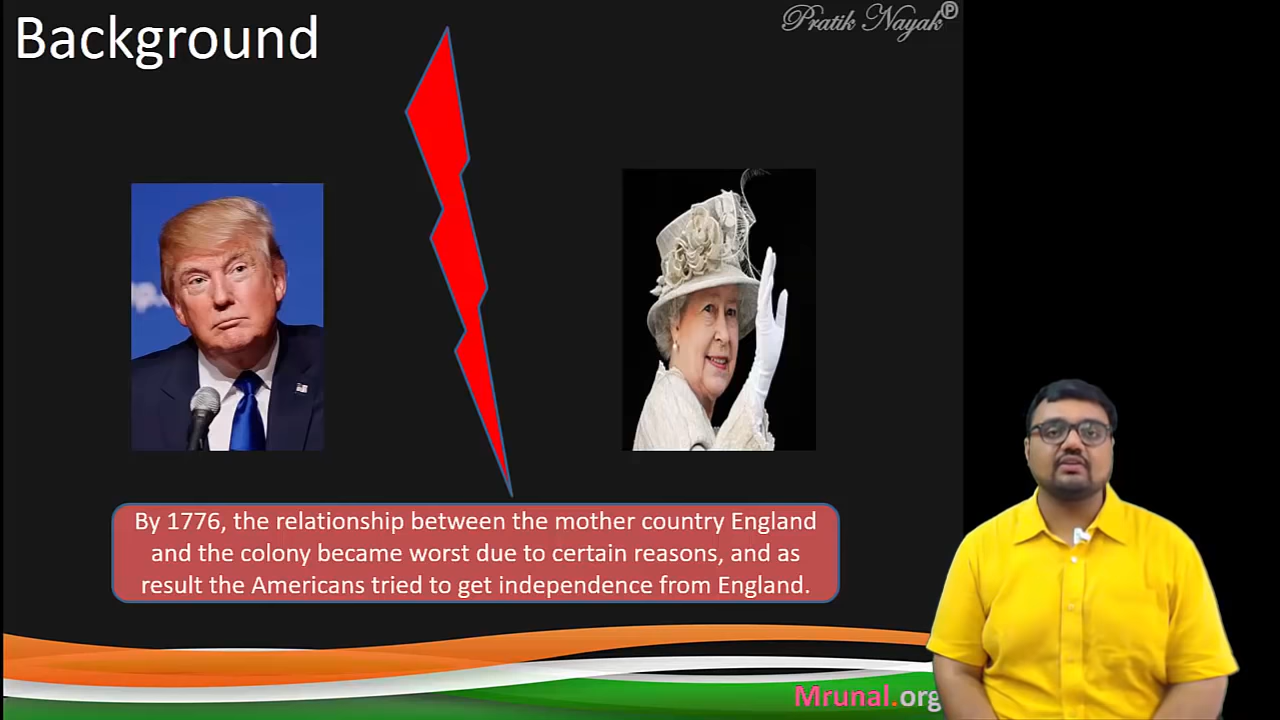 Background
Pratik Nayak℗
By 1776, the relationship between the mother country England
and the colony became worst due to certain reasons, and as
result the Americans tried to get independence from England.
Mrunal.org